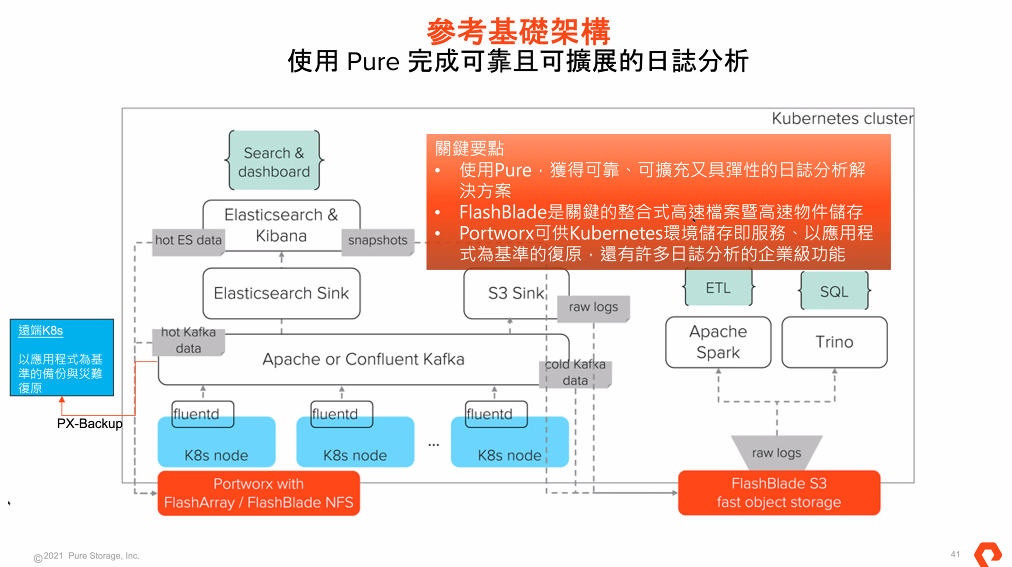 參考基礎架構
使用 Pure 完成可靠且可擴展的日誌分析
Kubernetes cluster
Search &
dashboard
關鍵要點
• 使用Pure，獲得可靠、可擴充又具彈性的日誌分析解
決方案
• FlashBlade是關鍵的整合式高速檔案暨高速物件儲存
• Portworx可供Kubernetes環境儲存即服務、以應用程
式為基準的復原，還有許多日誌分析的企業級功能
Elasticsearch &
Kibana
hot ES data
snapshots
Elasticsearch Sink
S3 Sink
raw logs
ETL
SQL
遠端K8s
以應用程式為基
準的備份與災難
復原
PX-Backup
hot Kafka
data
Apache or Confluent Kafka
cold Kafka
data
Apache
Spark
Trino
fluentd
fluentd
fluentd
K8s node
K8s node
...
K8s node
raw logs
Portworx with
FlashArray / FlashBlade NFS
FlashBlade S3
fast object storage
©2021 Pure Storage, Inc.
41